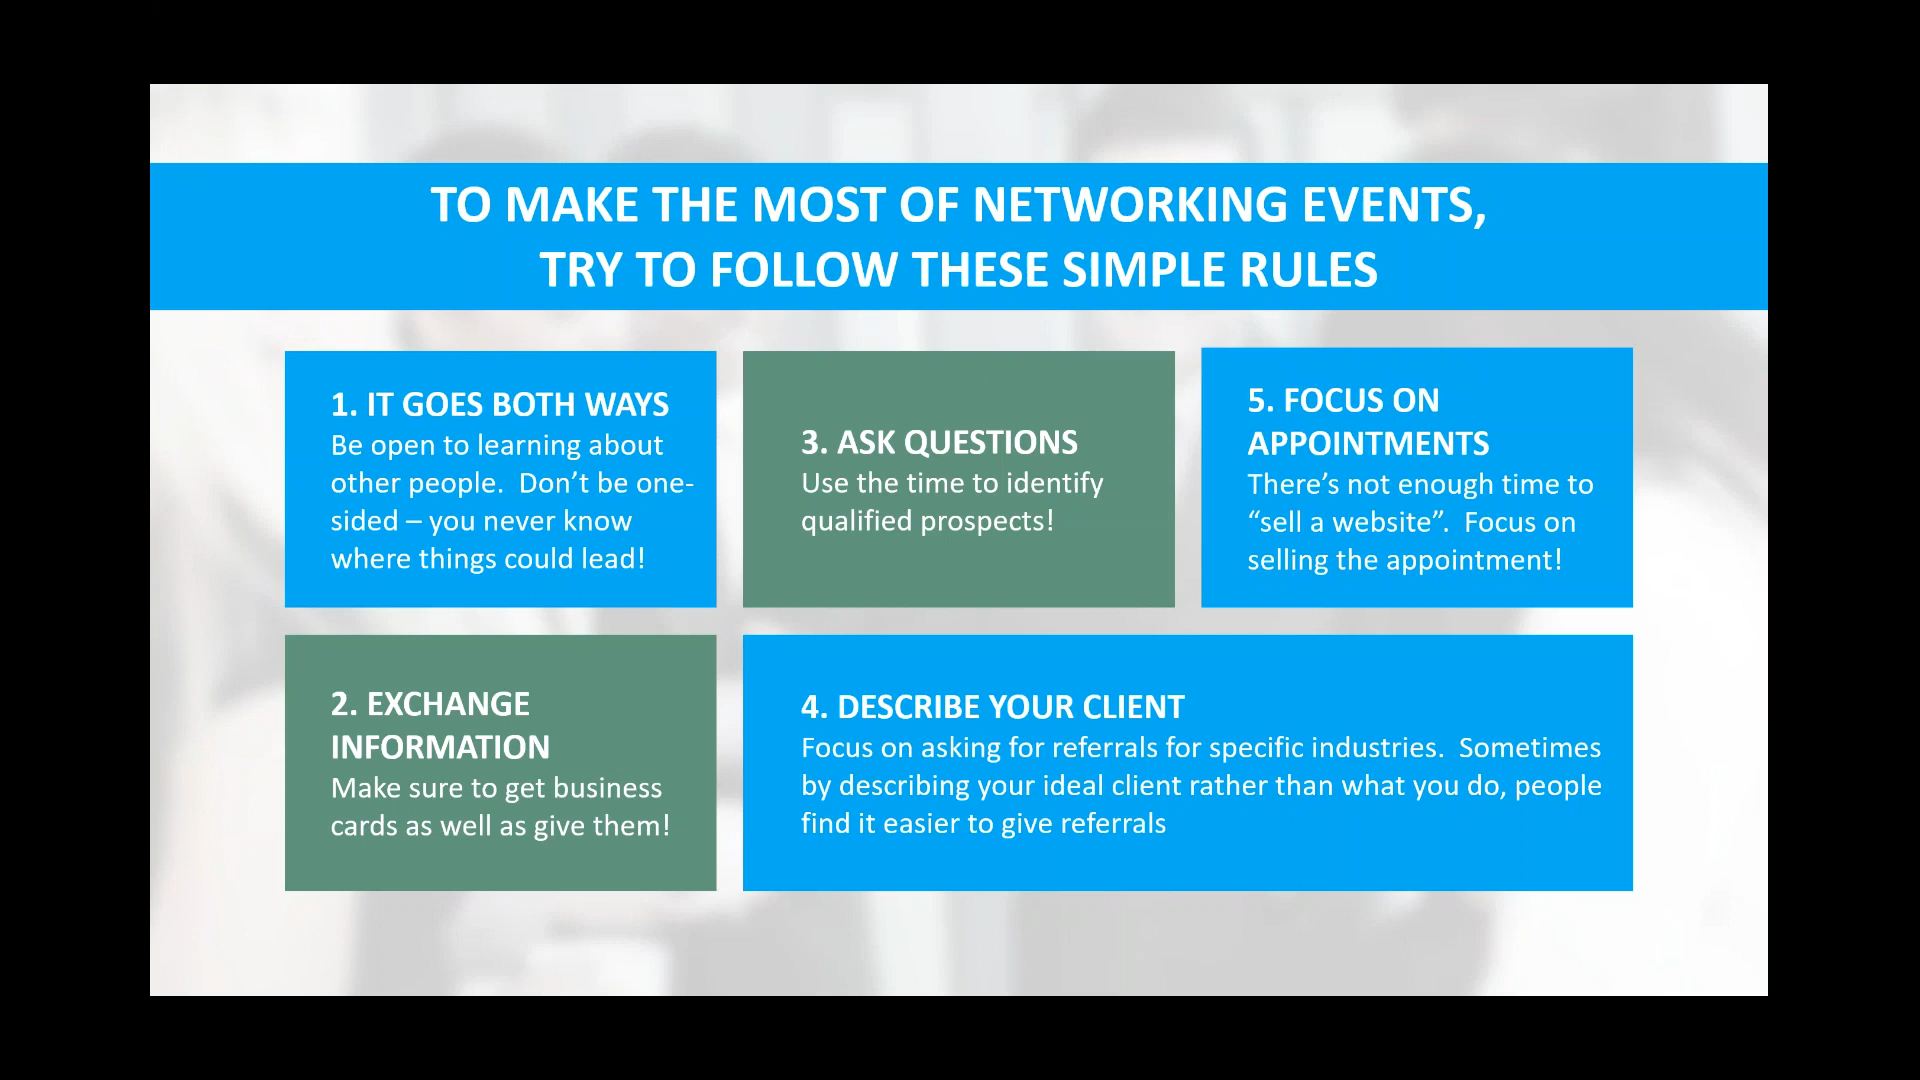 TO MAKE THE MOST OF NETWORKING EVENTS,
TRY TO FOLLOW THESE SIMPLE RULES
1. IT GOES BOTH WAYS
Be open to learning about
other people.  Don’t be one-
sided – you never know
where things could lead!
2. EXCHANGE
INFORMATION
Make sure to get business
cards as well as give them!
3. ASK QUESTIONS
Use the time to identify
qualified prospects!
4. DESCRIBE YOUR CLIENT
Focus on asking for referrals for specific industries.  Sometimes
by describing your ideal client rather than what you do, people
find it easier to give referrals
5. FOCUS ON
APPOINTMENTS
There’s not enough time to
“sell a website”.  Focus on
selling the appointment!